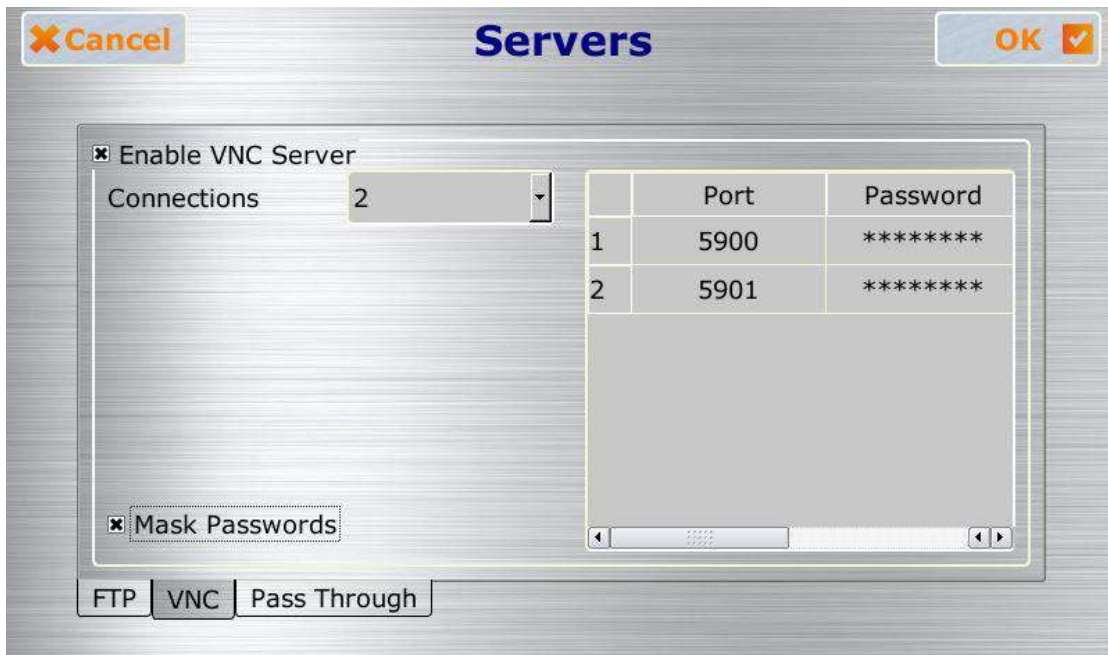 Cancel
Servers
OK
Enable VNC Server
Connections 2
Port Password
1 5900 ********
2 5901 ********
Mask Passwords
FTP VNC Pass Through